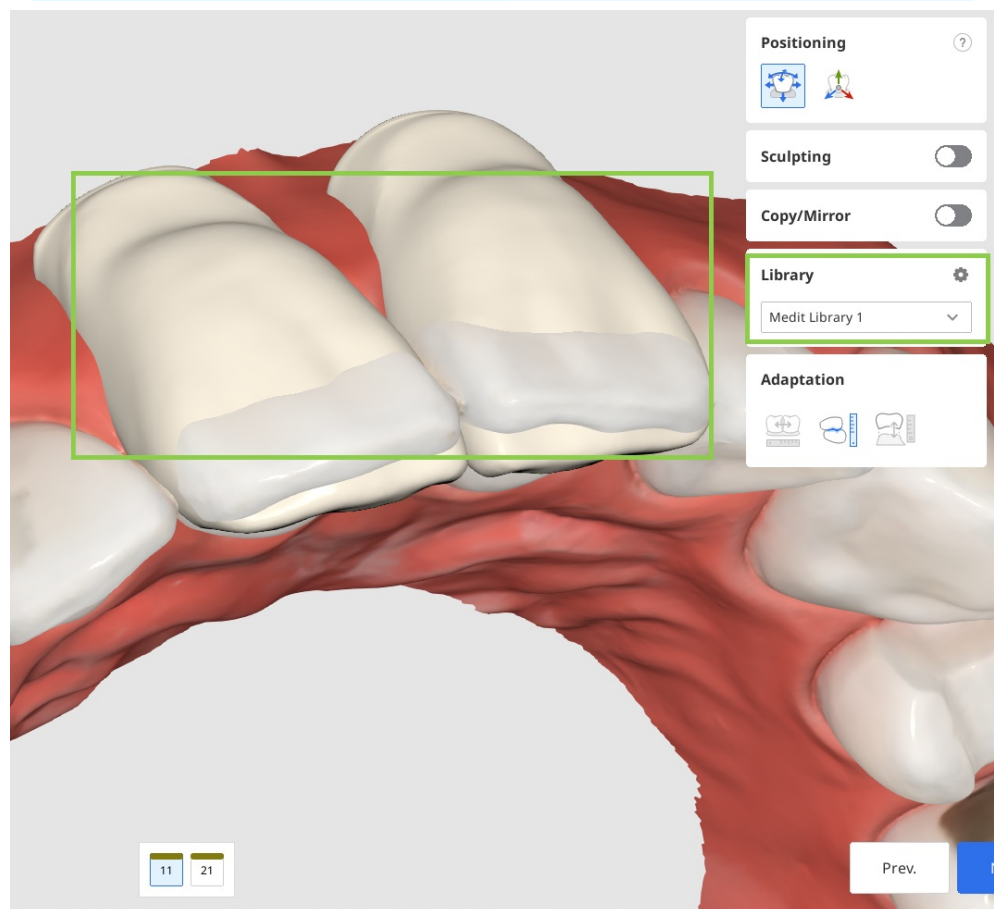 Positioning
?
Sculpting
Copy/Mirror
Library
Medit Library 1
Adaptation
11
21
Prev.